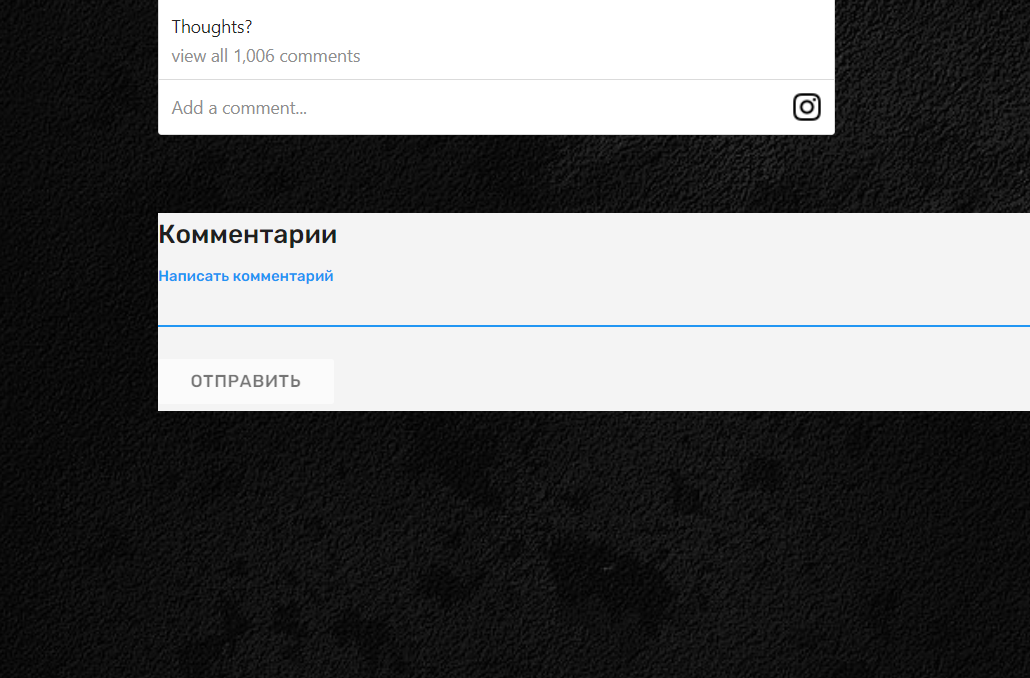 Thoughts?
view all 1,006 comments
Add a comment...
Комментарии
Написать комментарий
ОТПРАВИТЬ